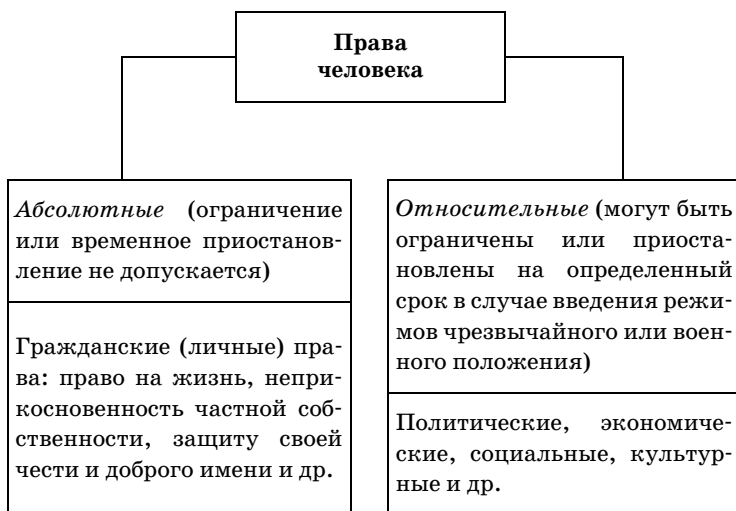 Права
человека
Абсолютные (ограничение
или временное приостанов-
ление не допускается)
Гражданские (личные) пра-
ва: право на жизнь, непри-
косновенность частной соб-
ственности, защиту своей
чести и доброго имени и др.
Относительные (могут быть
ограничены или приоста-
новлены на определенный
срок в случае введения режи-
мов чрезвычайного или воен-
ного положения)
Политические, экономиче-
ские, социальные, культур-
ные и др.